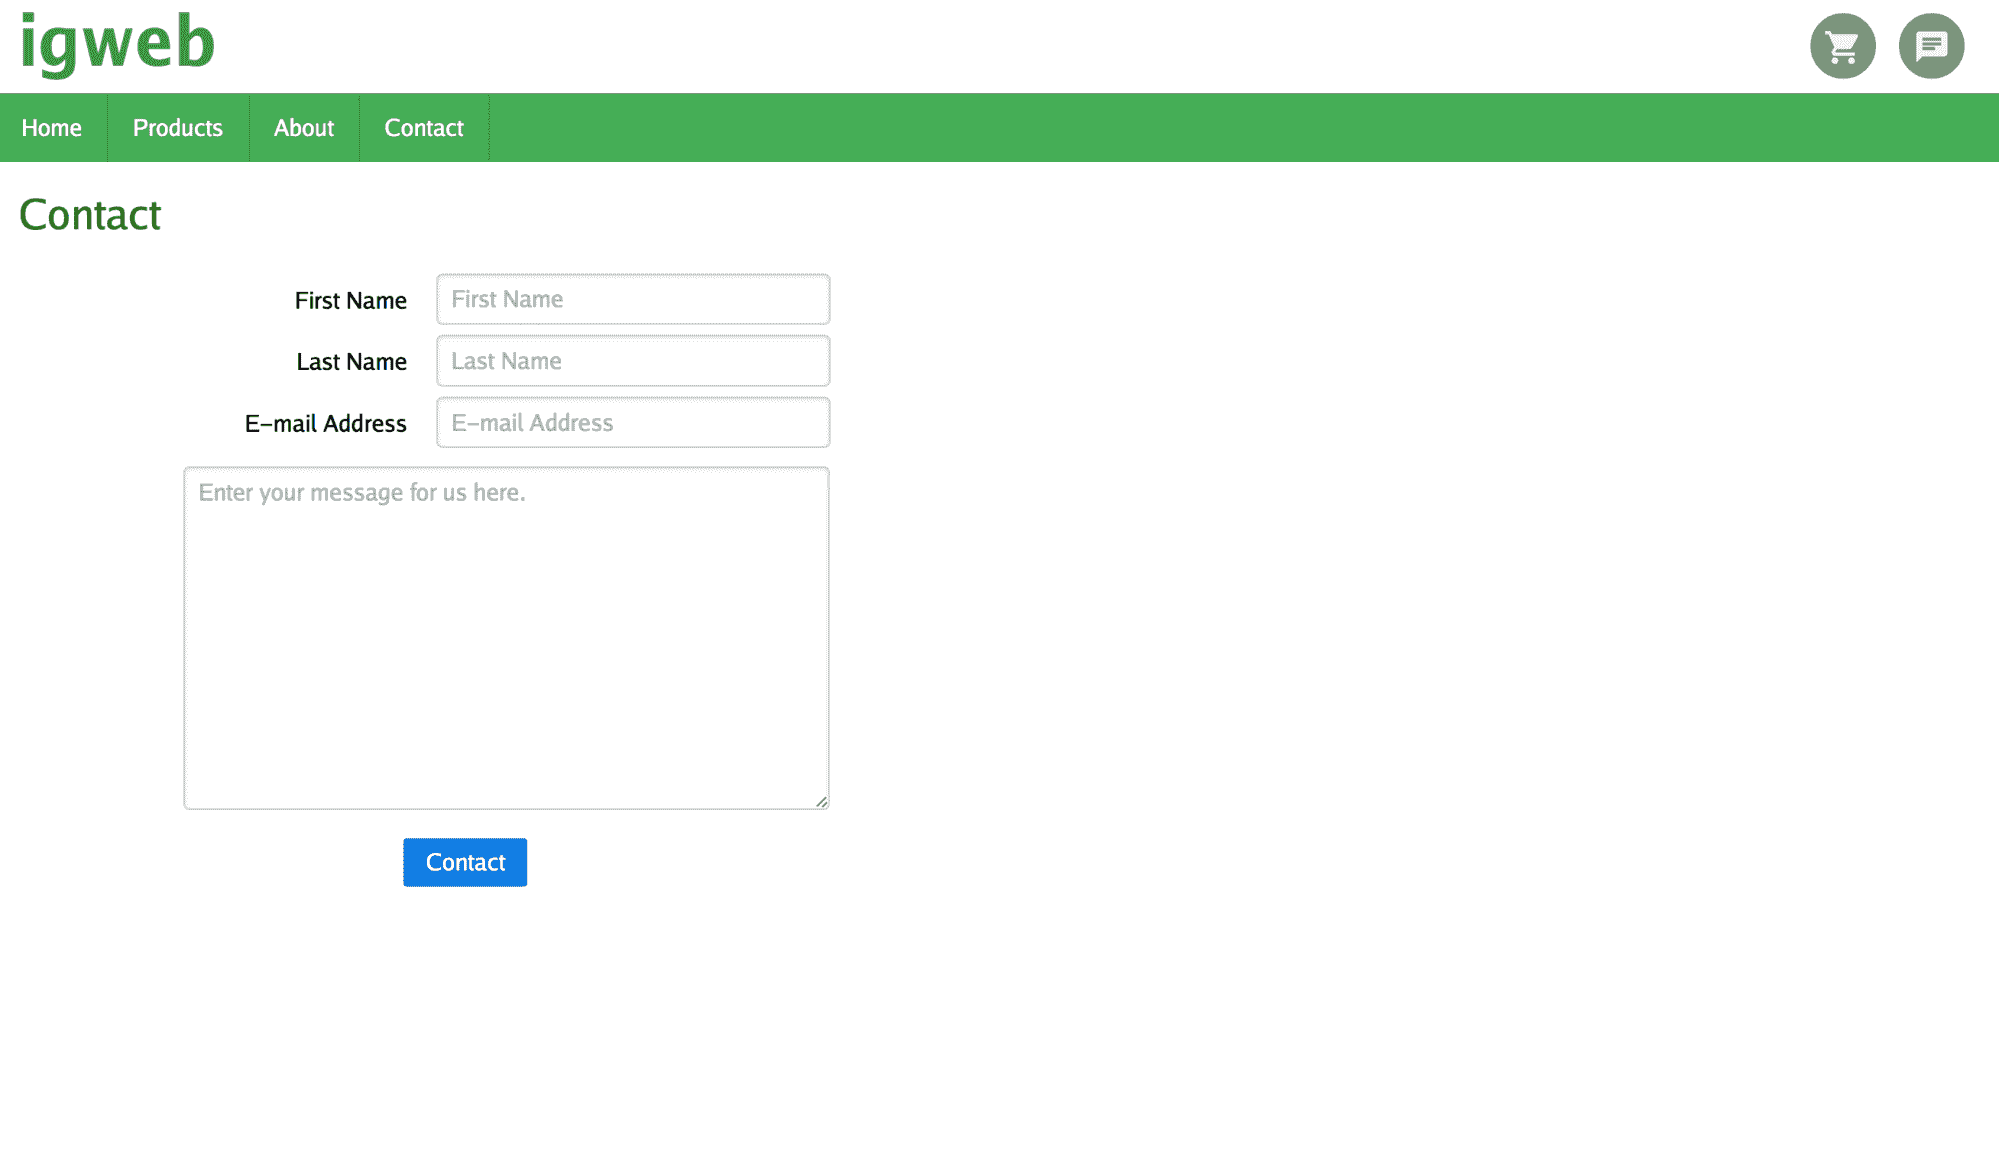 igweb
Home Products About Contact
Contact
First Name First Name
Last Name Last Name
E-mail Address E-mail Address
Enter your message for us here.
Contact